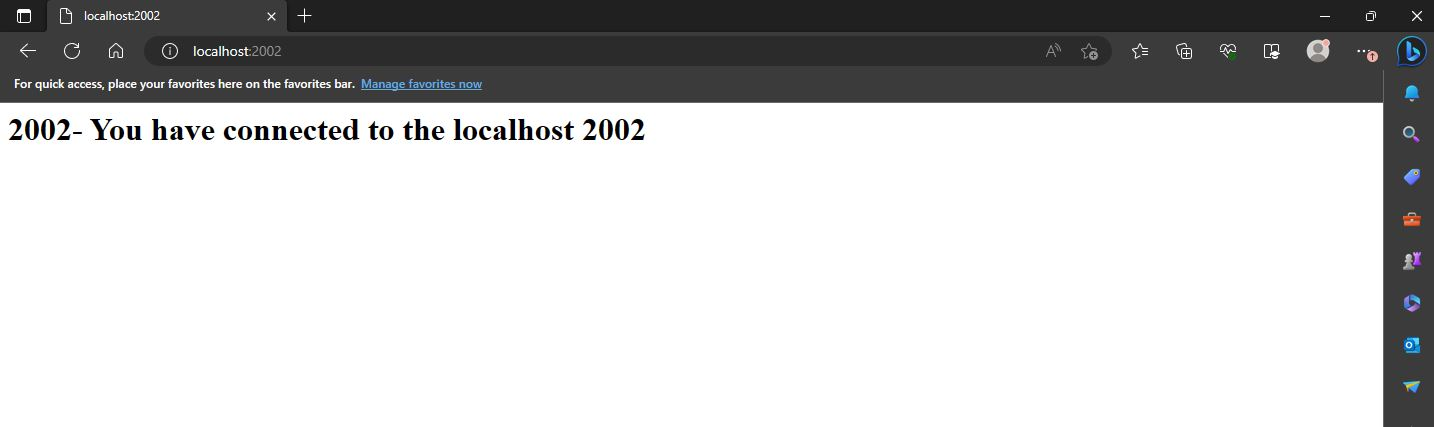 localhost:2002
localhost:2002
For quick access, place your favorites here on the favorites bar. Manage favorites now
2002- You have connected to the localhost 2002